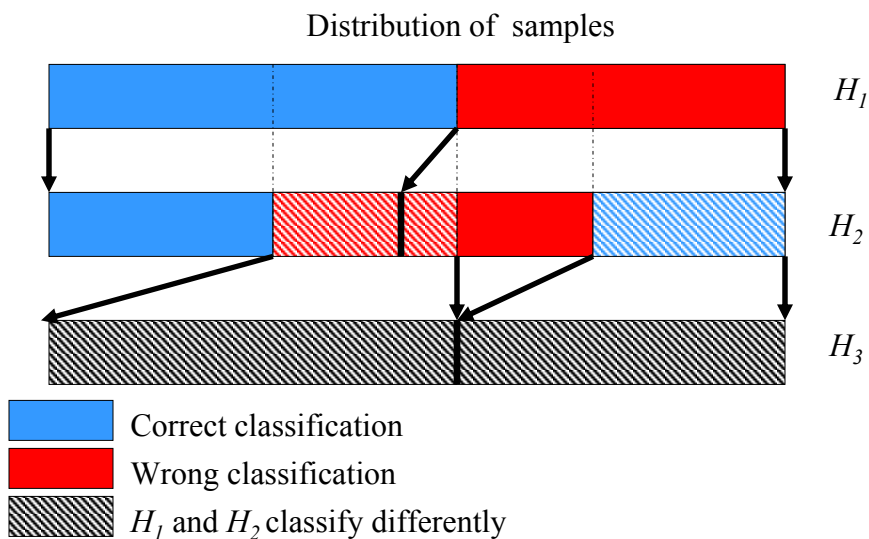 Distribution of samples
H1
H2
H3
Correct classification
Wrong classification
H1 and H2 classify differently